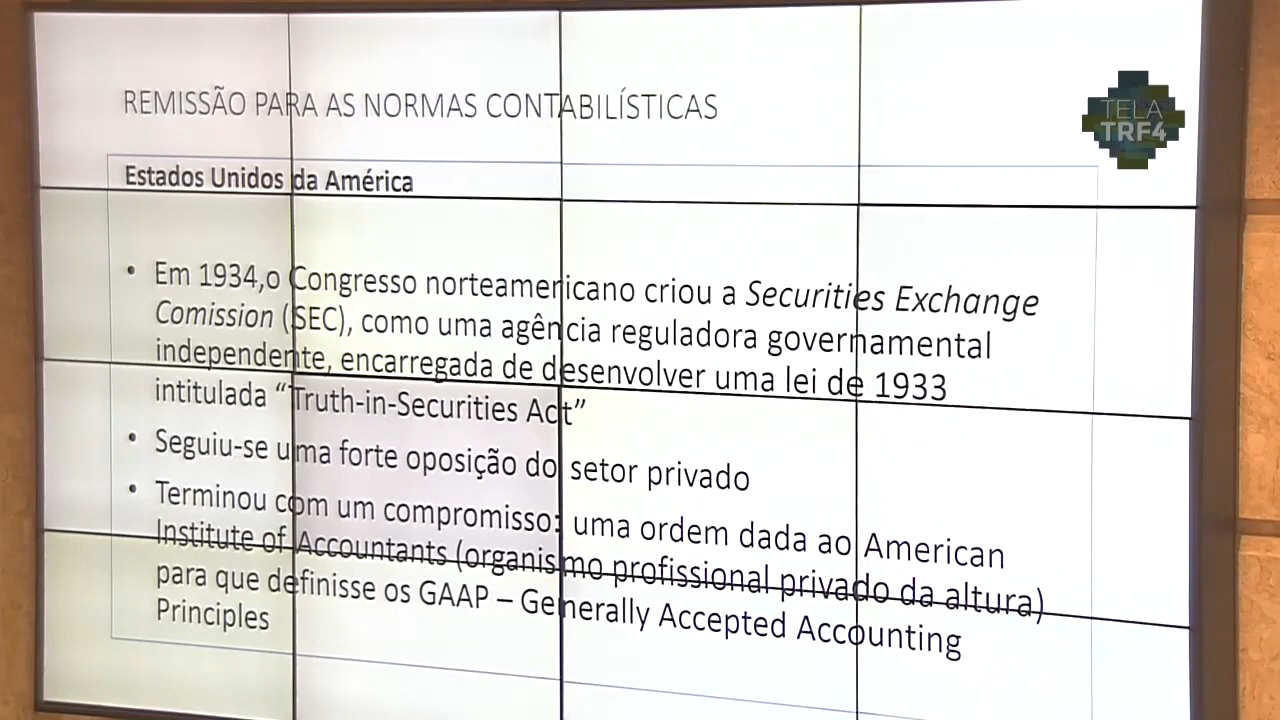 REMISSÃO PARA AS NORMAS CONTABILÍSTICAS
TELA
TRF4
Estados Unidos da América
• Em 1934,o Congresso norteamericano criou a Securities Exchange
Comission (SEC), como uma agência reguladora governamental
independente, encarregada de desenvolver uma lei de 1933
intitulada “Truth-in-Securities Act”
• Seguiu-se uma forte oposição do setor privado
• Terminou com um compromisso: uma ordem dada ao American
Institute of Accountants (organismo profissional privado da altura)
para que definisse os GAAP – Generally Accepted Accounting
Principles